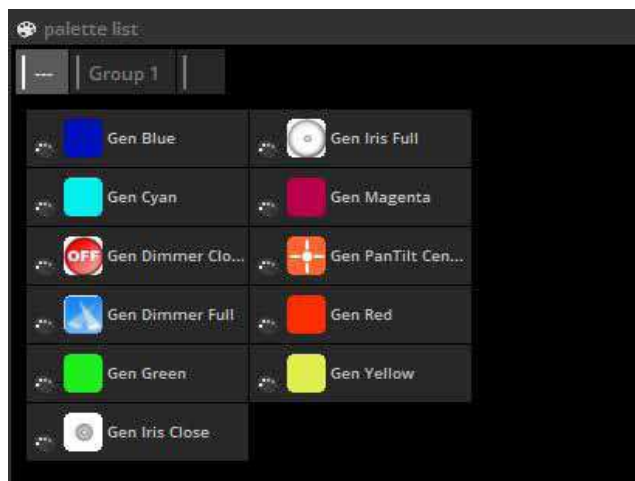 palette list
--- Group 1
Gen Blue
Gen Iris Full
Gen Cyan
Gen Magenta
OFF
Gen Dimmer Clo...
Gen PanTilt Cen...
Gen Dimmer Full
Gen Red
Gen Green
Gen Yellow
Gen Iris Close